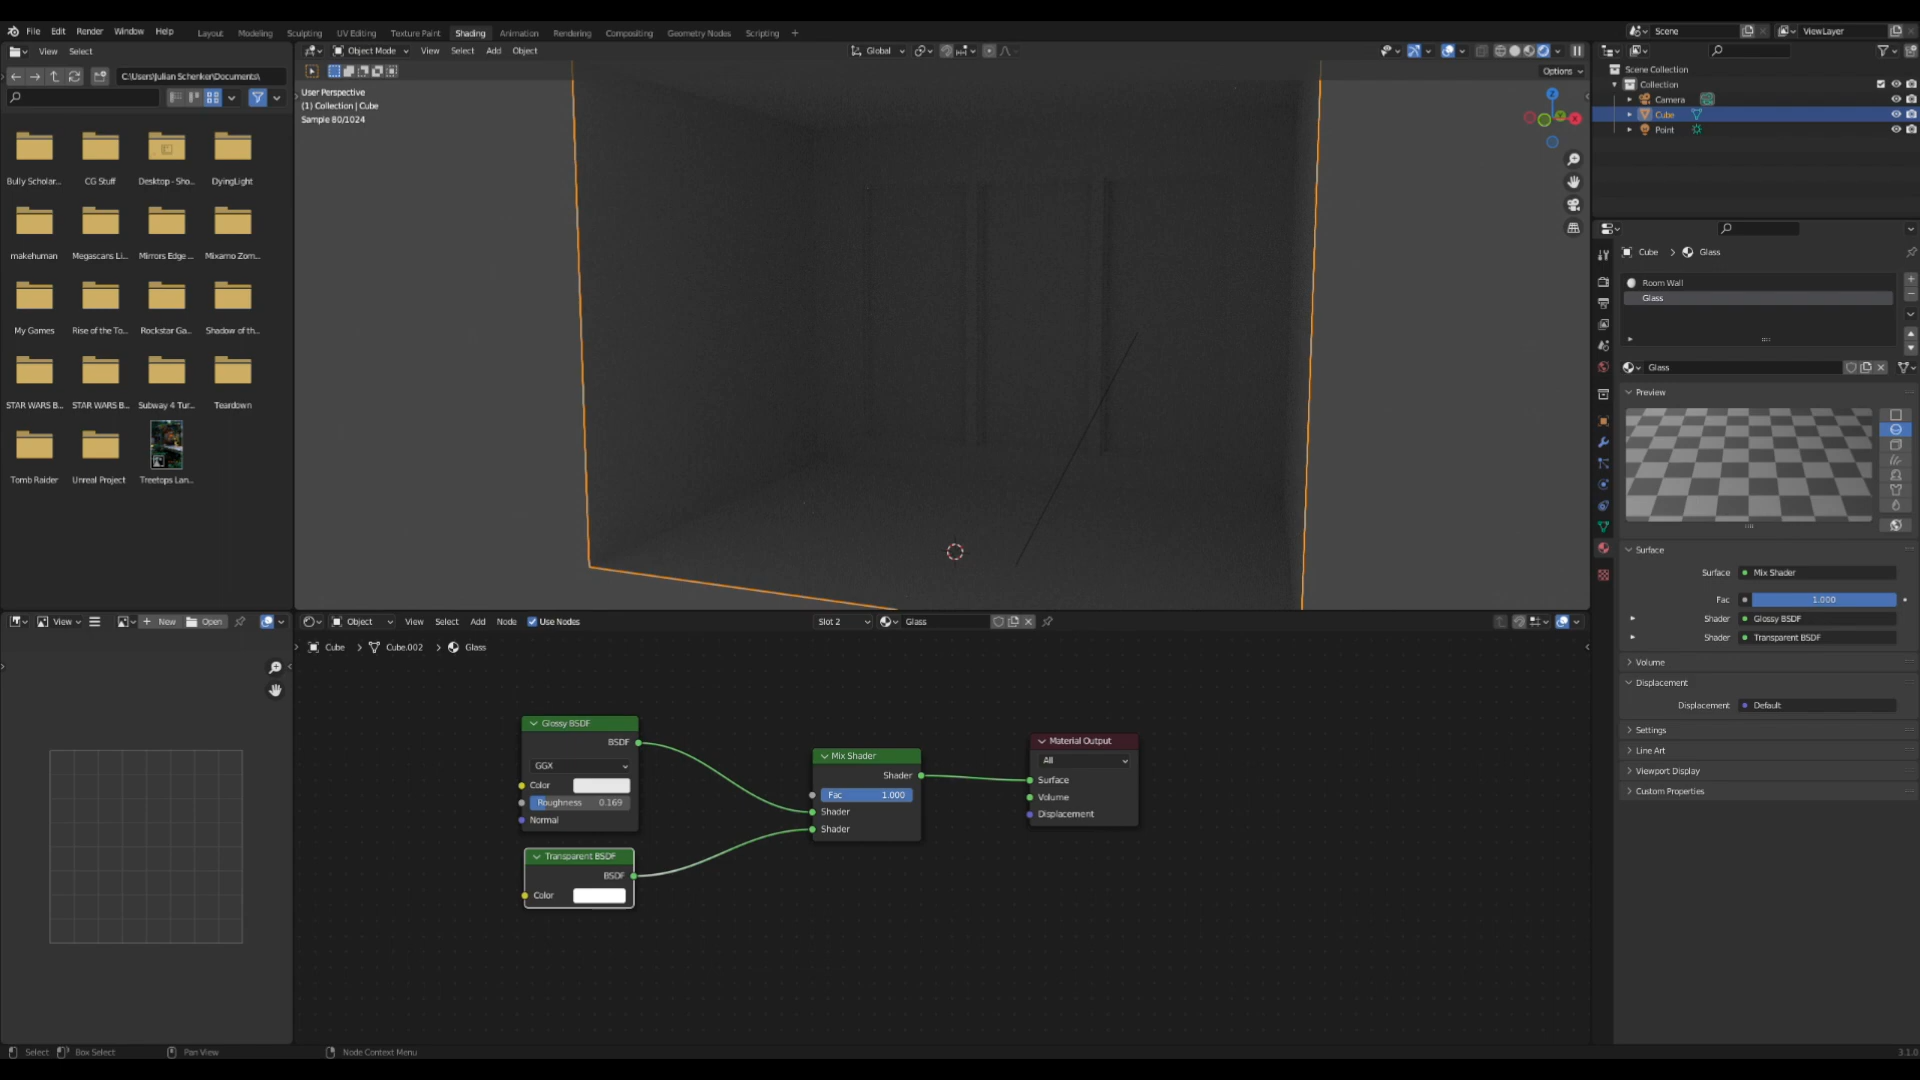 File Edit Render Window Help
Layout Modeling Sculpting UV Editing Texture Paint Shading Animation Rendering Compositing Geometry Nodes Scripting +
Scene
ViewLayer
View Select
Object Mode View Select Add Object
Global
C:\Users\Julian Schenker\Documents\
Options
User Perspective
(1) Collection | Cube
Sample 80/1024
Scene Collection
Collection
Camera
Cube
Point
Bully Scholar... CG Stuff Desktop - Sho... DyingLight
makehuman Megascans Li... Mirrors Edge ... Mixamo Zom...
My Games Rise of the To... Rockstar Ga... Shadow of th...
STAR WARS B... STAR WARS B... Subway 4 Tur... Teardown
Tomb Raider Unreal Project Treetops Lan...
Cube > Glass
Room Wall
Glass
Glass
Preview
Surface
Surface Mix Shader
Fac 1.000
Shader Glossy BSDF
Shader Transparent BSDF
Volume
Displacement
Displacement Default
Settings
Line Art
Viewport Display
Custom Properties
View New Open
Object View Select Add Node Use Nodes Slot 2 Glass
Cube > Cube.002 > Glass
Glossy BSDF
BSDF
GGX
Color
Roughness 0.169
Normal
Transparent BSDF
BSDF
Color
Mix Shader
Shader
Fac 1.000
Shader
Shader
Material Output
All
Surface
Volume
Displacement
Select Box Select Pan View Node Context Menu 3.1.0